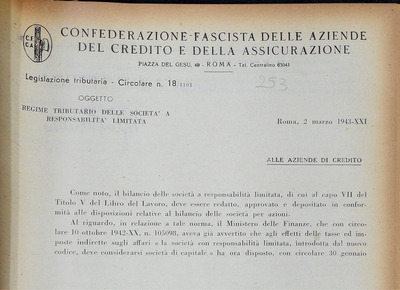 CONFEDERAZIONE FASCISTA DELLE AZIENDE
DEL CREDITO E DELLA ASSICURAZIONE
PIAZZA DEL GESU, 49 - ROMA - Tel. Centralino 61041
Legislazione tributaria - Circolare n. 18
253
OGGETTO
REGIME TRIBUTARIO DELLE SOCIETA' A
RESPONSABILITÀ LIMITATA
Roma, 2 marzo 1943-XXI
ALLE AZIENDE DI CREDITO
Come noto, il bilancio delle società a responsabilità limitata, di cui al capo VII del
Titolo V del Libro del Lavoro, deve essere redatto, approvato e depositato in confor-
mità alle disposizioni relative al bilancio delle società per azioni.
Al riguardo, in relazione a tale norma, il Ministero delle Finanze, che con circo-
lare 10 ottobre 1942-XX, n. 105098, aveva già avvertito che agli effetti delle tasse ed im-
poste indirette sugli affari « la società con responsabilità limitata, introdotta dal nuovo
codice, deve considerarsi società di capitale » ha ora disposto, con circolare 30 gennaio